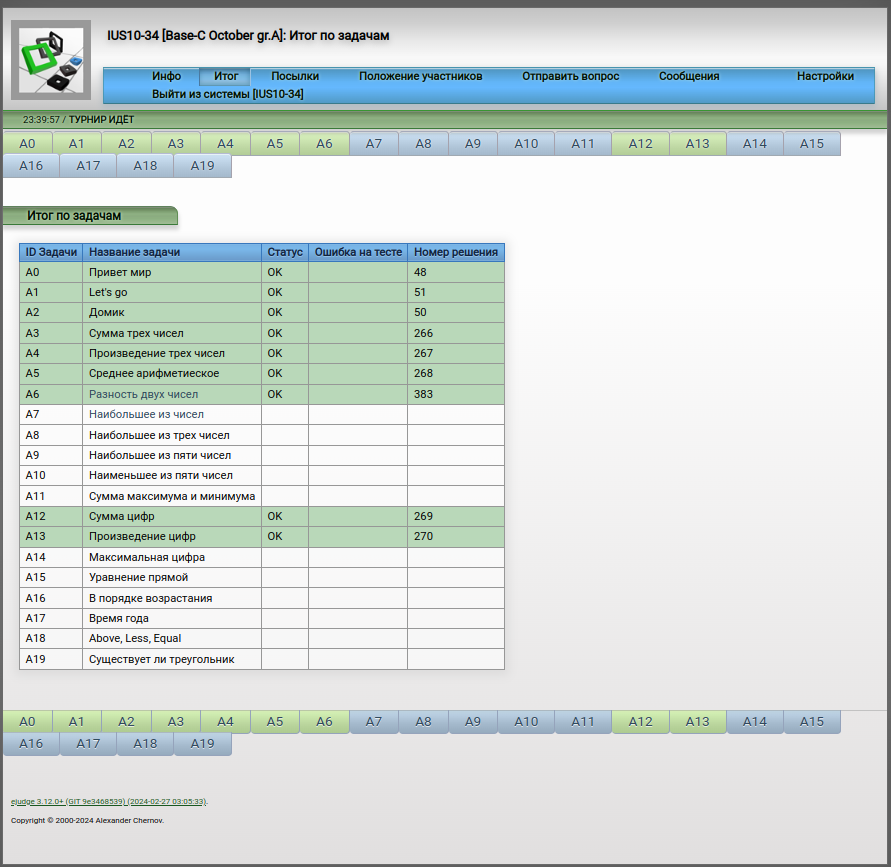 IUS10-34 [Base-C October gr.A]: Итог по задачам
Инфо Итог Посылки Положение участников Отправить вопрос Сообщения Настройки
Выйти из системы [IUS10-34]
23:39:57 / ТУРНИР ИДЁТ
A0 A1 A2 A3 A4 A5 A6 A7 A8 A9 A10 A11 A12 A13 A14 A15
A16 A17 A18 A19
Итог по задачам
ID Задачи Название задачи Статус Ошибка на тесте Номер решения
A0 Привет мир OK 48
A1 Let's go OK 51
A2 Домик OK 50
A3 Сумма трех чисел OK 266
A4 Произведение трех чисел OK 267
A5 Среднее арифметиеское OK 268
A6 Разность двух чисел OK 383
A7 Наибольшее из чисел
A8 Наибольшее из трех чисел
A9 Наибольшее из пяти чисел
A10 Наименьшее из пяти чисел
A11 Сумма максимума и минимума
A12 Сумма цифр OK 269
A13 Произведение цифр OK 270
A14 Максимальная цифра
A15 Уравнение прямой
A16 В порядке возрастания
A17 Время года
A18 Above, Less, Equal
A19 Существует ли треугольник
A0 A1 A2 A3 A4 A5 A6 A7 A8 A9 A10 A11 A12 A13 A14 A15
A16 A17 A18 A19
ejudge 3.12.0+ (GIT 9e3468539) (2024-02-27 03:05:33).
Copyright © 2000-2024 Alexander Chernov.